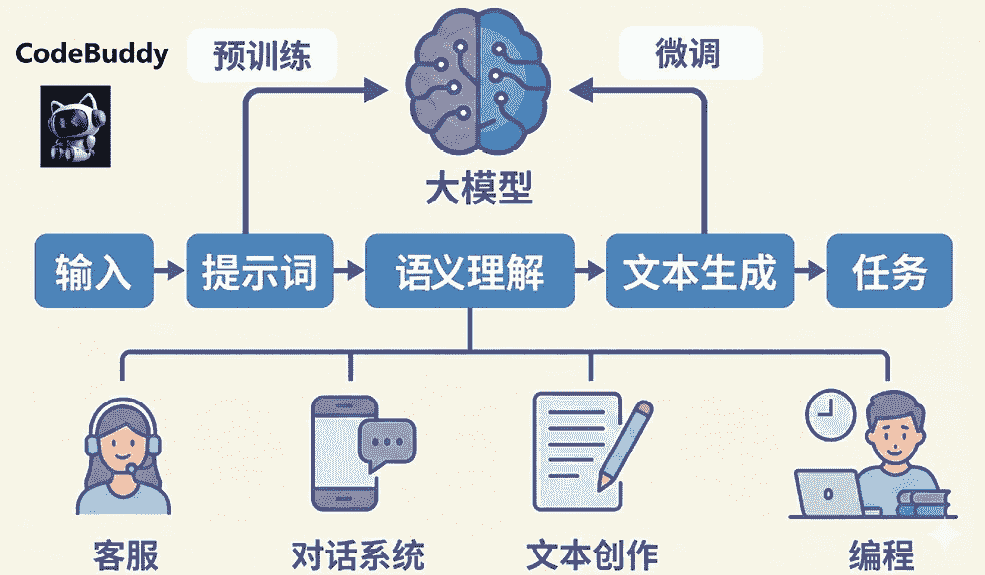 CodeBuddy
预训练
微调
大模型
输入
提示词
语义理解
文本生成
任务
客服
对话系统
文本创作
编程